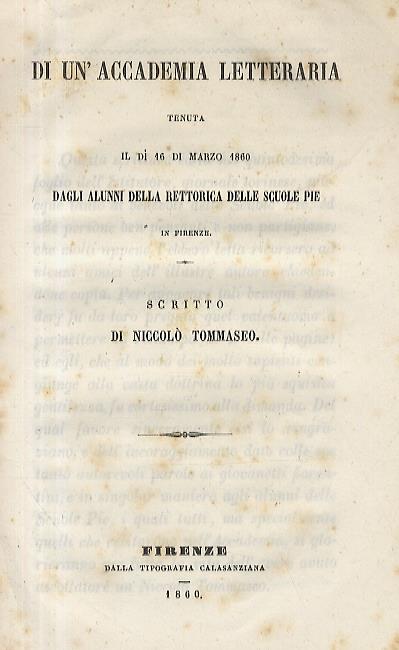 DI UN' ACCADEMIA LETTERARIA
TENUTA
IL DÌ 16 DI MARZO 1860
DAGLI ALUNNI DELLA RETTORICA DELLE SCUOLE PIE
IN FIRENZE.
SCRITTO
DI NICCOLÒ TOMMASEO.
FIRENZE
DALLA TIPOGRAFIA CALASANZIANA
1860.